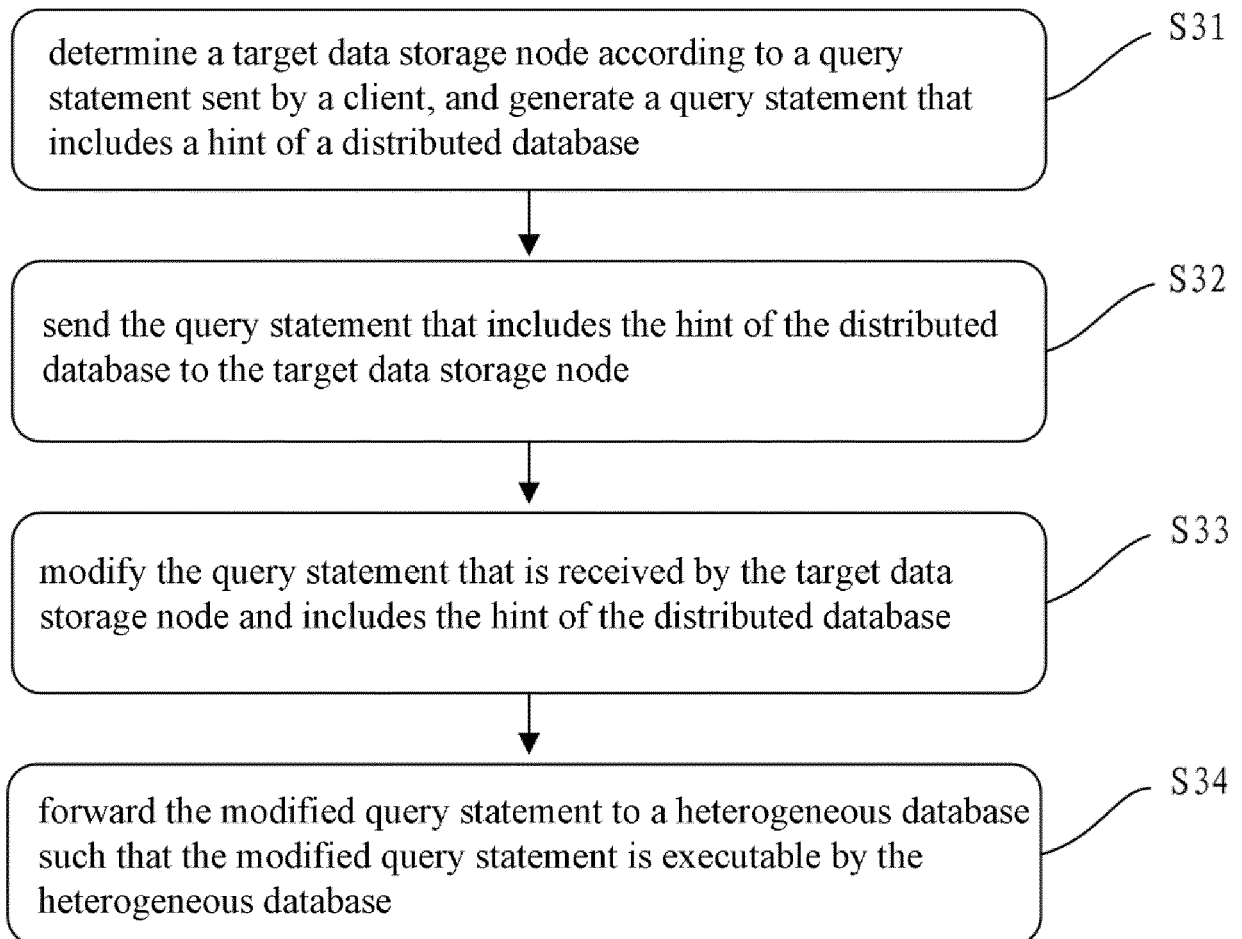 S31
determine a target data storage node according to a query
statement sent by a client, and generate a query statement that
includes a hint of a distributed database
S32
send the query statement that includes the hint of the distributed
database to the target data storage node
S33
modify the query statement that is received by the target data
storage node and includes the hint of the distributed database
S34
forward the modified query statement to a heterogeneous database
such that the modified query statement is executable by the
heterogeneous database